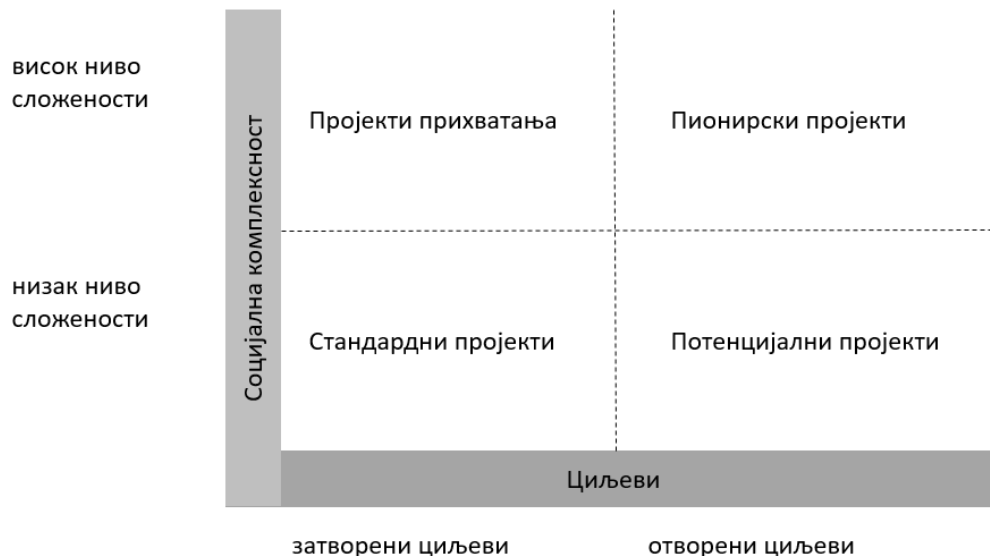 висок ниво
сложености
Социјална комплексност
Пројекти прихватања
Пионирски пројекти
низак ниво
сложености
Стандардни пројекти
Потенцијални пројекти
Циљеви
затворени циљеви
отворени циљеви